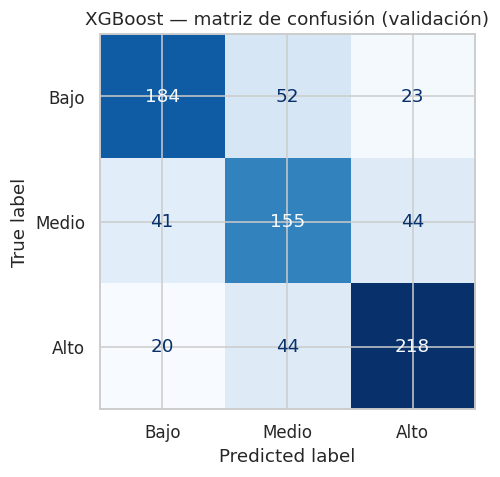 XGBoost — matriz de confusión (validación)
True label
Bajo 184 52 23
Medio 41 155 44
Alto 20 44 218
Bajo Medio Alto
Predicted label